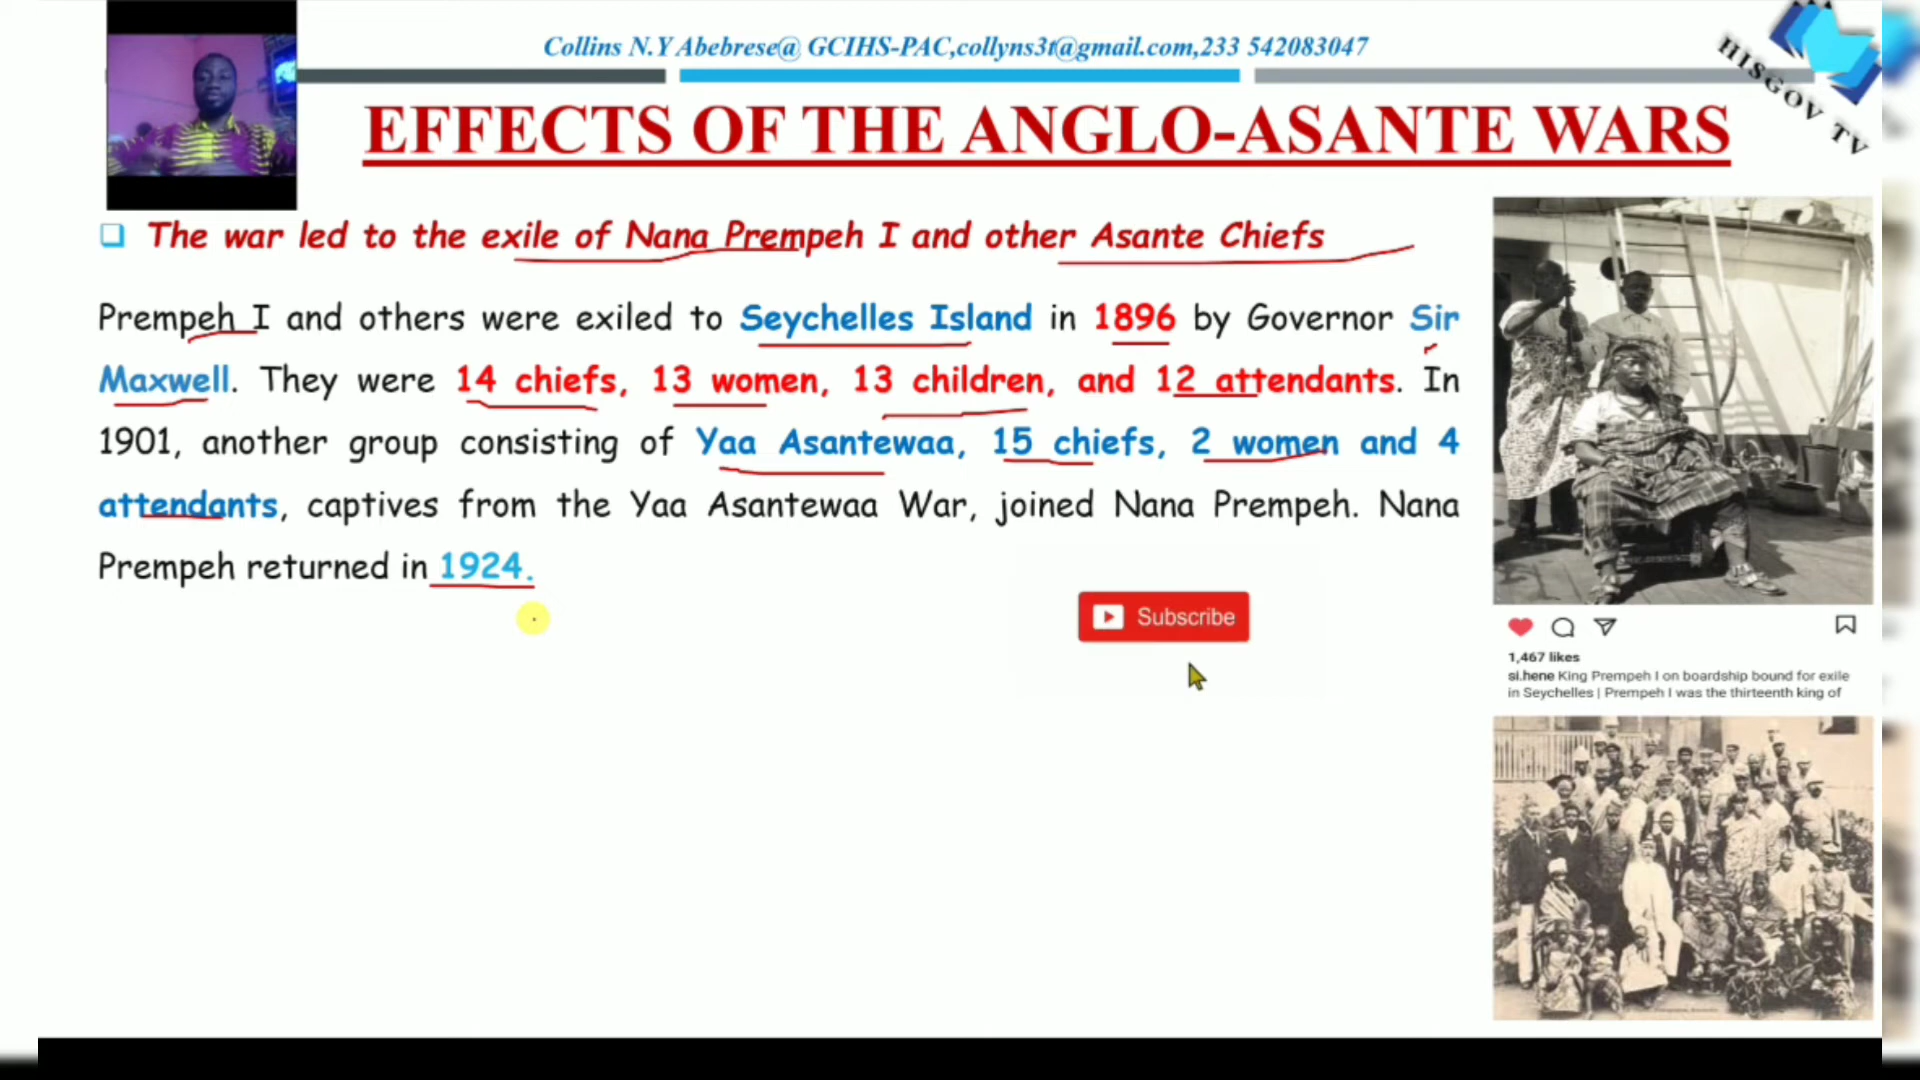 Collins N.Y Abebrese@ GCIHS-PAC,collyns3t@gmail.com,233 542083047
HISGOV TV
EFFECTS OF THE ANGLO-ASANTE WARS
The war led to the exile of Nana Prempeh I and other Asante Chiefs
Prempeh I and others were exiled to Seychelles Island in 1896 by Governor Sir
Maxwell. They were 14 chiefs, 13 women, 13 children, and 12 attendants. In
1901, another group consisting of Yaa Asantewaa, 15 chiefs, 2 women and 4
attendants, captives from the Yaa Asantewaa War, joined Nana Prempeh. Nana
Prempeh returned in 1924.
Subscribe
1,467 likes
si.hene King Prempeh I on boardship bound for exile
in Seychelles | Prempeh I was the thirteenth king of